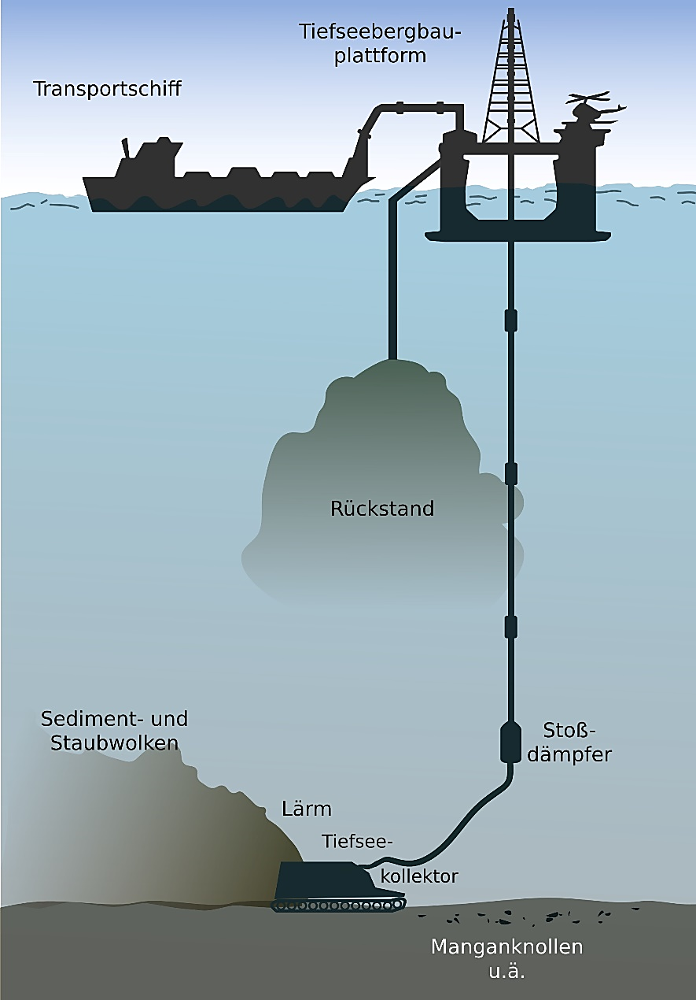 Tiefseebergbau-
plattform
Transportschiff
Rückstand
Sediment- und
Staubwolken
Stoß-
dämpfer
Lärm
Tiefsee-
kollektor
Manganknollen
u.ä.